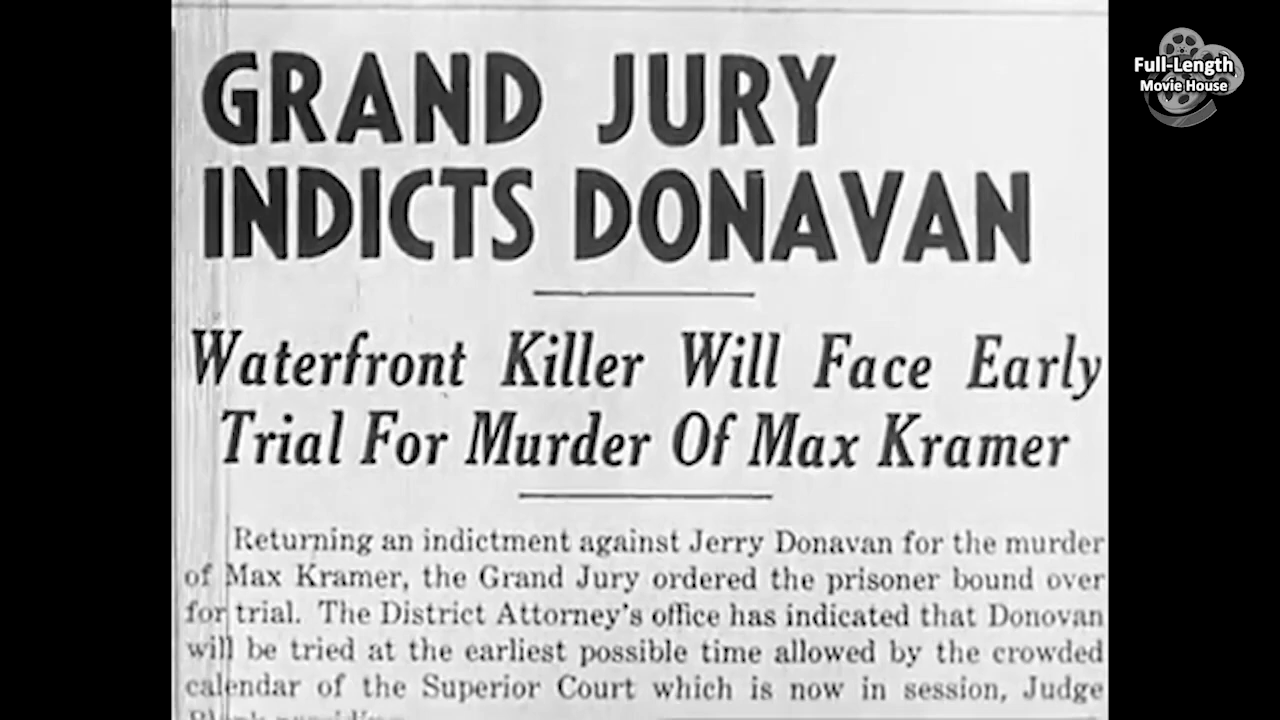 GRAND JURY
INDICTS DONAVAN
Waterfront Killer Will Face Early
Trial For Murder Of Max Kramer
Returning an indictment against Jerry Donavan for the murder
of Max Kramer, the Grand Jury ordered the prisoner bound over
for trial. The District Attorney's office has indicated that Donovan
will be tried at the earliest possible time allowed by the crowded
calendar of the Superior Court which is now in session, Judge
Full-Length
Movie House